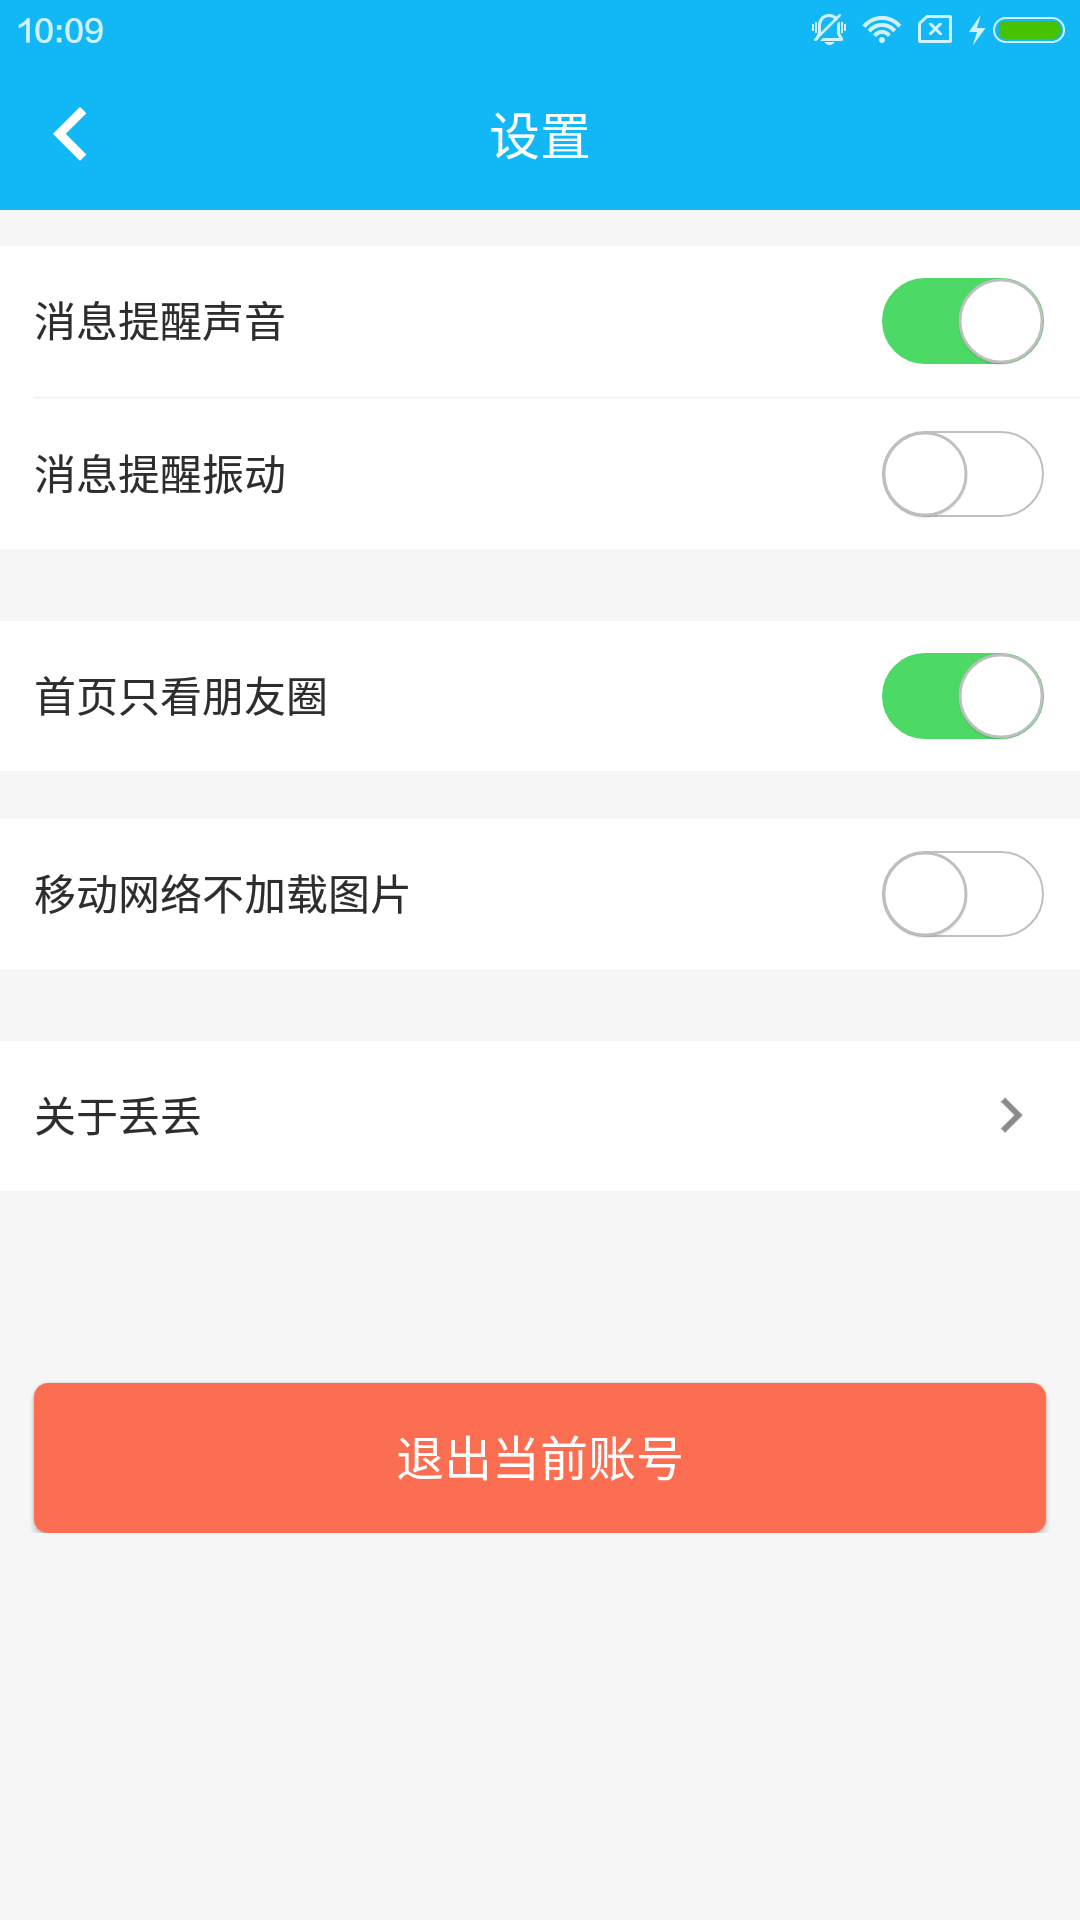 10:09
设置
消息提醒声音
消息提醒振动
首页只看朋友圈
移动网络不加载图片
关于丢丢
退出当前账号